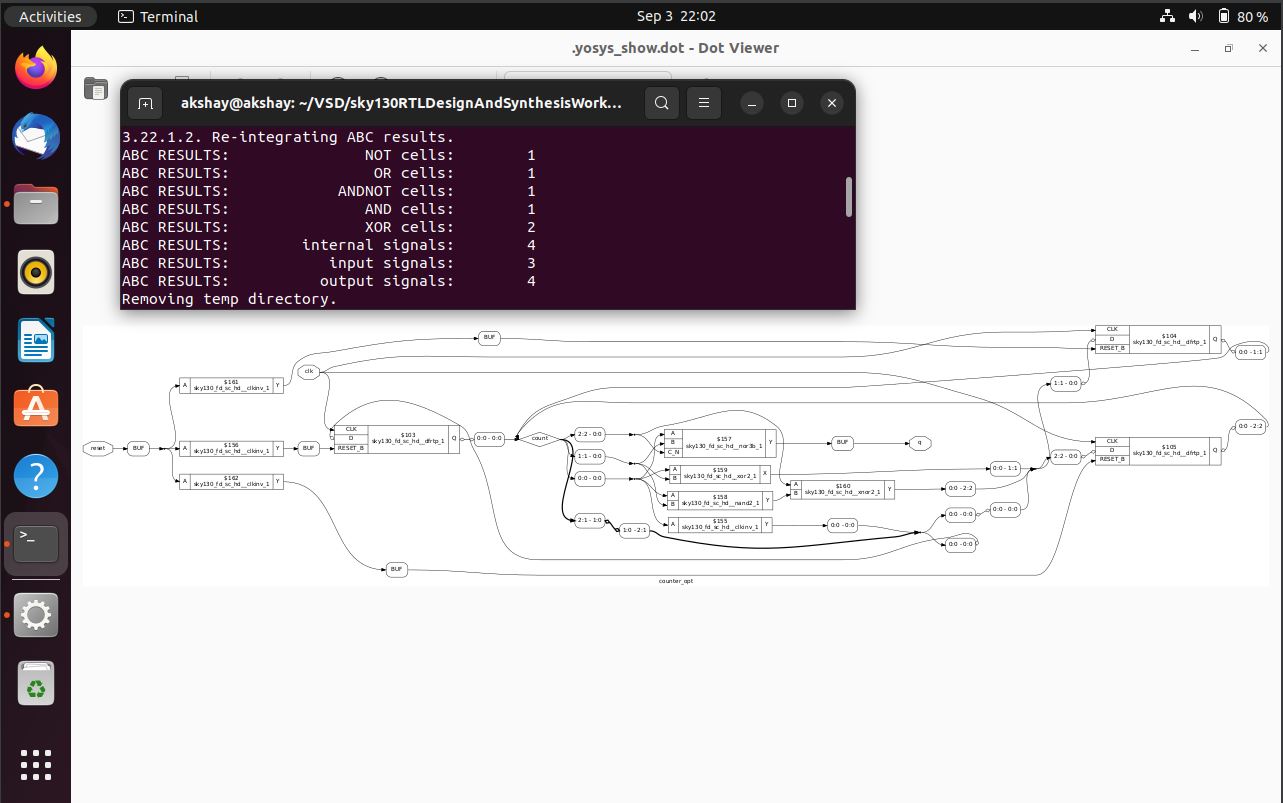 Activities
Terminal
Sep 3 22:02
80 %
.yosys_show.dot - Dot Viewer
akshay@akshay: ~/VSD/sky130RTLDesignAndSynthesisWork...
3.22.1.2. Re-integrating ABC results.
ABC RESULTS: NOT cells: 1
ABC RESULTS: OR cells: 1
ABC RESULTS: ANDNOT cells: 1
ABC RESULTS: AND cells: 1
ABC RESULTS: XOR cells: 2
ABC RESULTS: internal signals: 4
ABC RESULTS: input signals: 3
ABC RESULTS: output signals: 4
Removing temp directory.
BUF
CLK
D
RESET_B
$104
sky130_fd_sc_hd__dfrtp_1
Q
0:0 - 1:1
clk
A
$161
sky130_fd_sc_hd__clkinv_1
Y
1:1 - 0:0
reset
BUF
A
$156
sky130_fd_sc_hd__clkinv_1
Y
BUF
A
$162
sky130_fd_sc_hd__clkinv_1
Y
CLK
D
RESET_B
$103
sky130_fd_sc_hd__dfrtp_1
Q
0:0 - 0:0
count
2:2 - 0:0
1:1 - 0:0
0:0 - 0:0
2:1 - 1:0
1:0 - 2:1
A
B
C_N
$157
sky130_fd_sc_hd__nor3b_1
Y
BUF
q
A
B
$159
sky130_fd_sc_hd__xor2_1
X
A
B
$158
sky130_fd_sc_hd__nand2_1
Y
A
$155
sky130_fd_sc_hd__clkinv_1
Y
A
B
$160
sky130_fd_sc_hd__xnor2_1
Y
0:0 - 0:0
0:0 - 1:1
0:0 - 2:2
0:0 - 0:0
0:0 - 0:0
0:0 - 0:0
2:2 - 0:0
CLK
D
RESET_B
$105
sky130_fd_sc_hd__dfrtp_1
Q
0:0 - 2:2
BUF
counter_opt